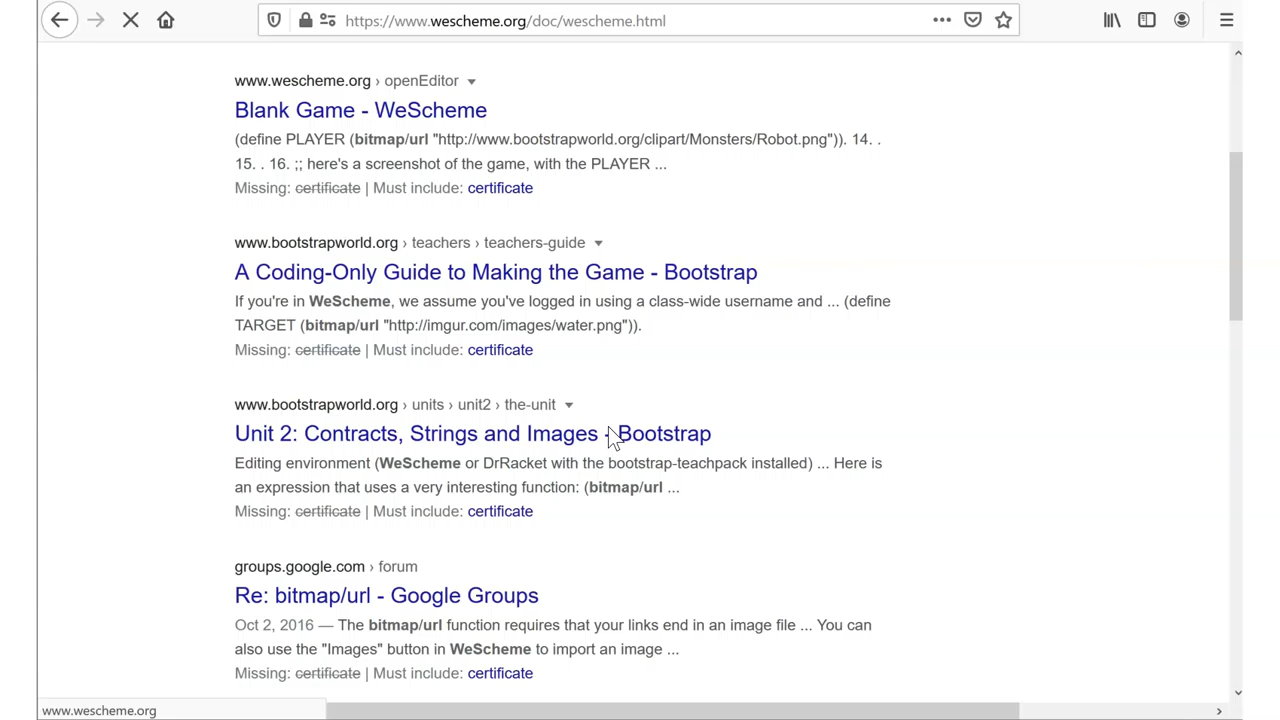 https://www.wescheme.org/doc/wescheme.html
www.wescheme.org › openEditor
Blank Game - WeScheme
(define PLAYER (bitmap/url "http://www.bootstrapworld.org/clipart/Monsters/Robot.png")). 14. .
15. . 16. ;; here's a screenshot of the game, with the PLAYER ...
Missing: certificate | Must include: certificate
www.bootstrapworld.org › teachers › teachers-guide
A Coding-Only Guide to Making the Game - Bootstrap
If you're in WeScheme, we assume you've logged in using a class-wide username and ... (define
TARGET (bitmap/url "http://imgur.com/images/water.png")).
Missing: certificate | Must include: certificate
www.bootstrapworld.org › units › unit2 › the-unit
Unit 2: Contracts, Strings and Images - Bootstrap
Editing environment (WeScheme or DrRacket with the bootstrap-teachpack installed) ... Here is
an expression that uses a very interesting function: (bitmap/url ...
Missing: certificate | Must include: certificate
groups.google.com › forum
Re: bitmap/url - Google Groups
Oct 2, 2016 — The bitmap/url function requires that your links end in an image file ... You can
also use the "Images" button in WeScheme to import an image ...
Missing: certificate | Must include: certificate
www.wescheme.org